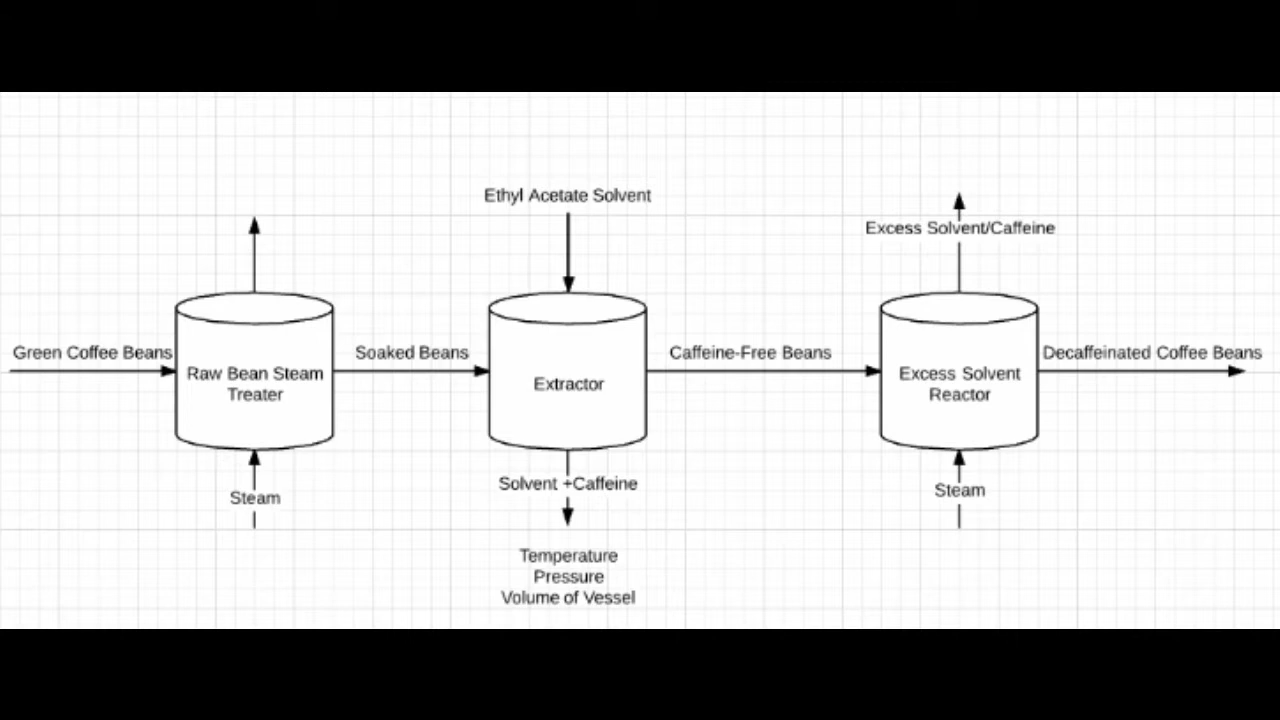 Ethyl Acetate Solvent
Excess Solvent/Caffeine
Green Coffee Beans
Soaked Beans
Caffeine-Free Beans
Decaffeinated Coffee Beans
Raw Bean Steam
Treater
Extractor
Excess Solvent
Reactor
Steam
Solvent +Caffeine
Steam
Temperature
Pressure
Volume of Vessel